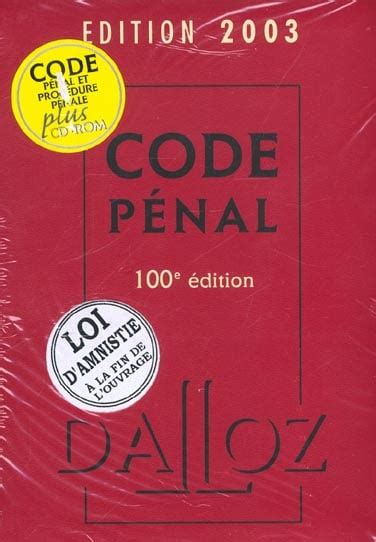 EDITION 2003
CODE
PÉNAL ET
PROCÉDURE
PÉNALE
plus
CD-ROM
CODE
PÉNAL
100e édition
LOI
D'AMNISTIE
À LA FIN DE
L'OUVRAGE
DALLOZ